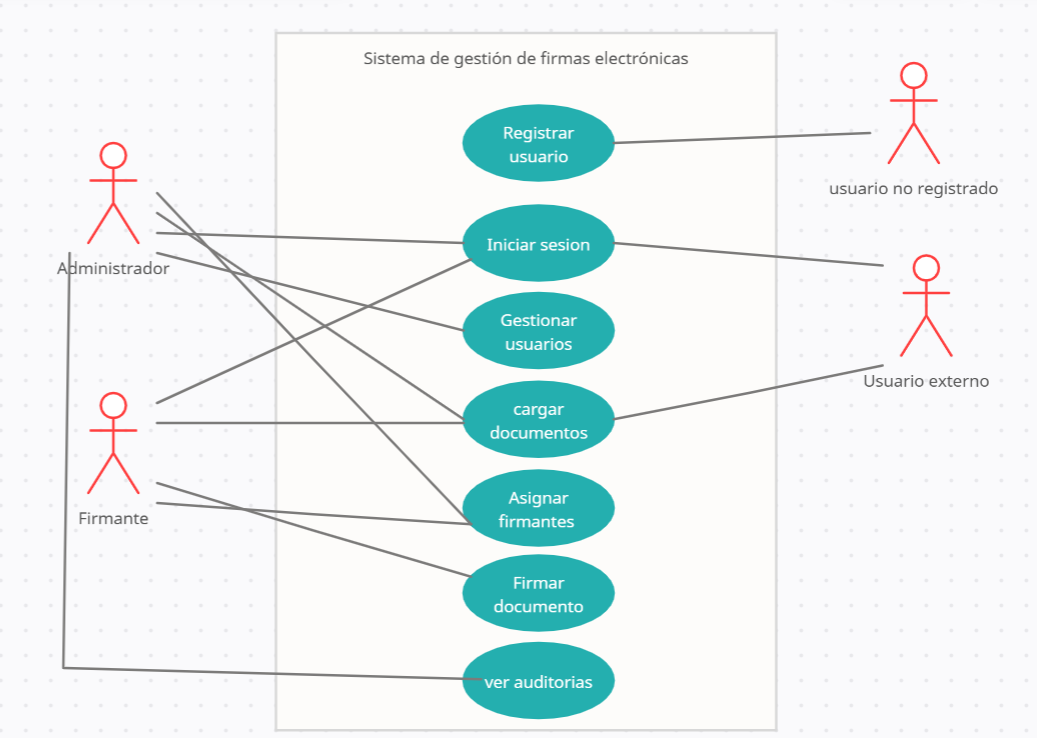 Sistema de gestión de firmas electrónicas
Registrar
usuario
usuario no registrado
Iniciar sesion
Administrador
Gestionar
usuarios
Usuario externo
cargar
documentos
Asignar
firmantes
Firmante
Firmar
documento
ver auditorias